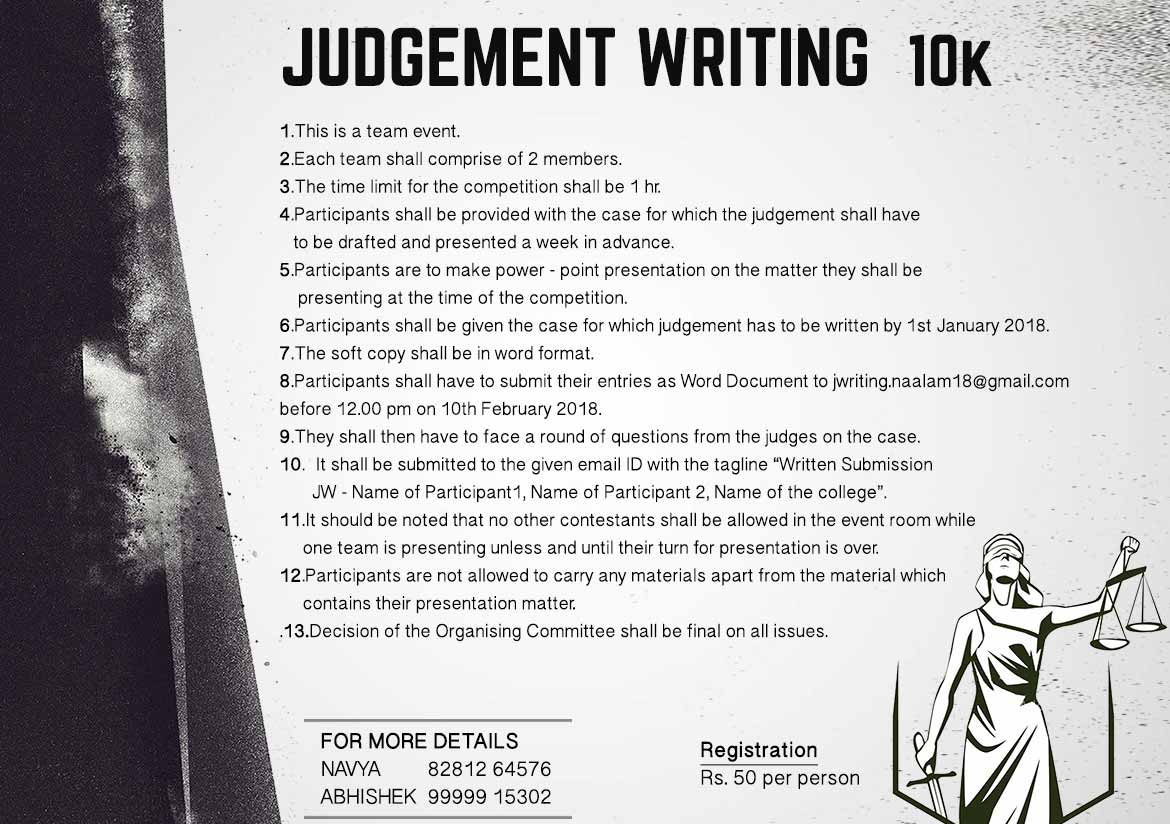 JUDGEMENT WRITING 10K
1.This is a team event.
2.Each team shall comprise of 2 members.
3.The time limit for the competition shall be 1 hr.
4.Participants shall be provided with the case for which the judgement shall have
to be drafted and presented a week in advance.
5.Participants are to make power - point presentation on the matter they shall be
presenting at the time of the competition.
6.Participants shall be given the case for which judgement has to be written by 1st January 2018.
7.The soft copy shall be in word format.
8.Participants shall have to submit their entries as Word Document to jwriting.naalam18@gmail.com
before 12.00 pm on 10th February 2018.
9.They shall then have to face a round of questions from the judges on the case.
10. It shall be submitted to the given email ID with the tagline “Written Submission
JW - Name of Participant1, Name of Participant 2, Name of the college”.
11.It should be noted that no other contestants shall be allowed in the event room while
one team is presenting unless and until their turn for presentation is over.
12.Participants are not allowed to carry any materials apart from the material which
contains their presentation matter.
.13.Decision of the Organising Committee shall be final on all issues.
FOR MORE DETAILS
NAVYA 82812 64576
ABHISHEK 99999 15302
Registration
Rs. 50 per person